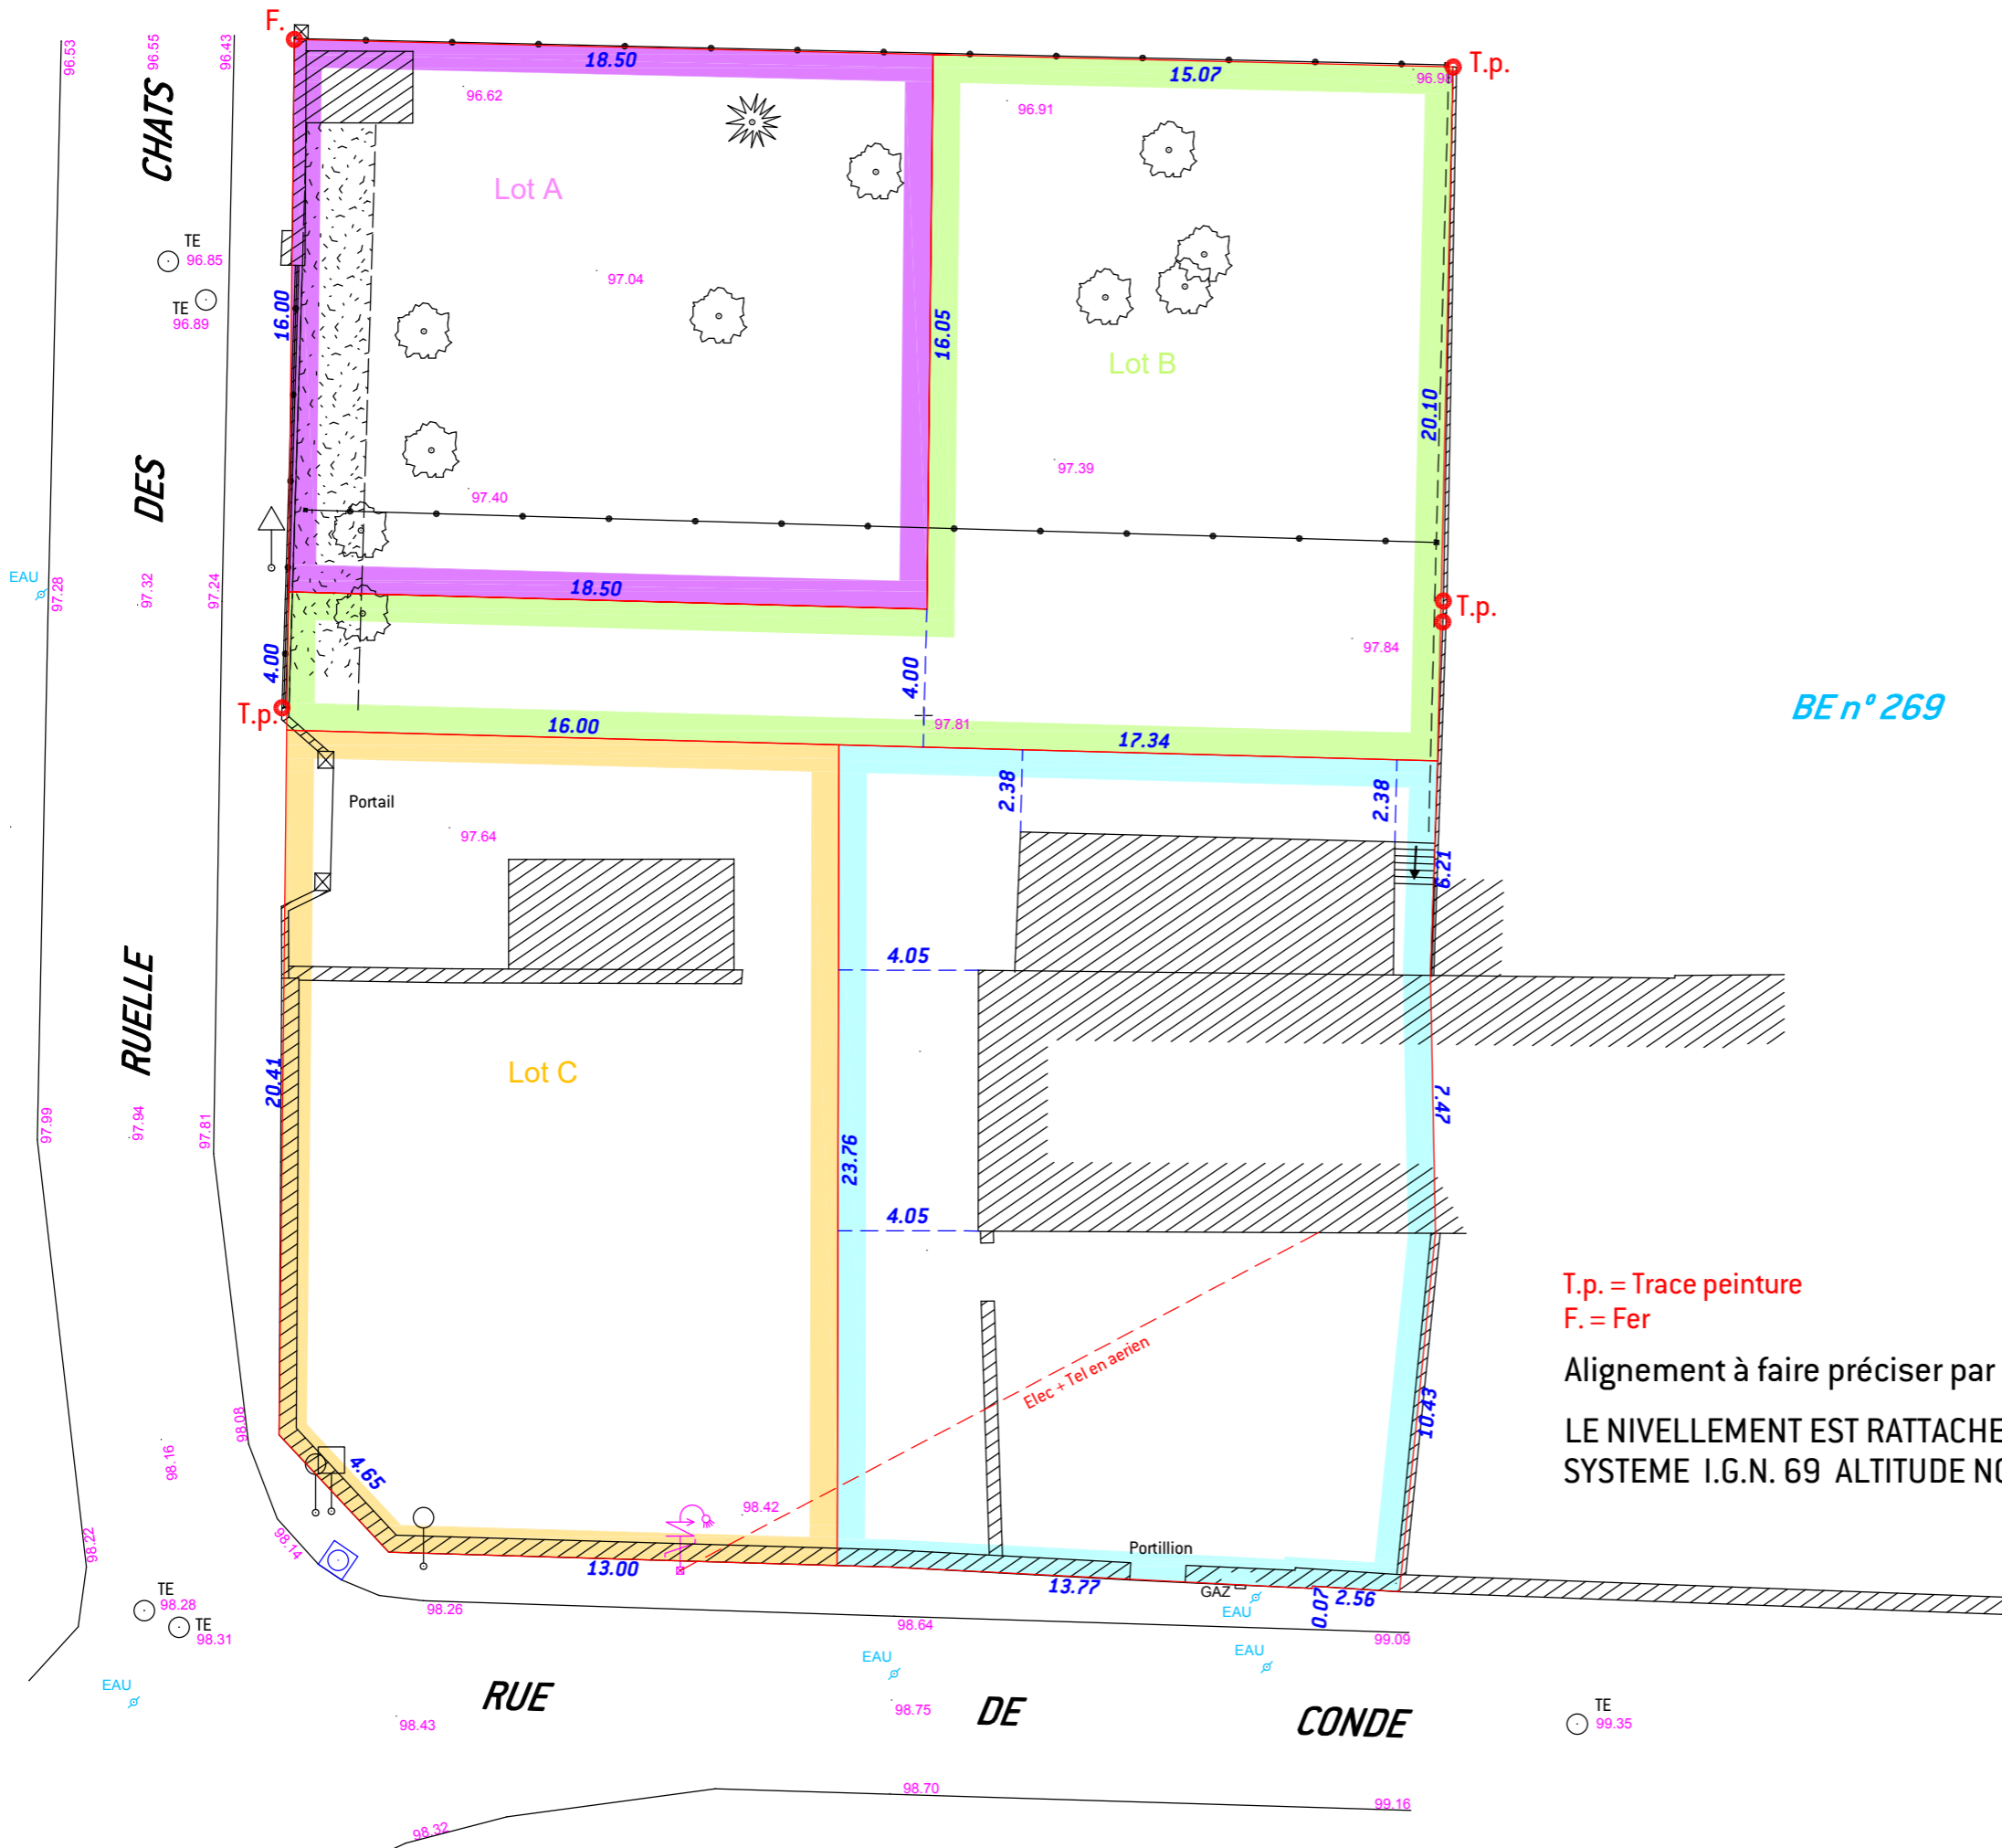 F.
T.p.
96.53
96.55
96.43
18.50
15.07
96.98
96.62
96.91
CHATS
Lot A
TE
96.85
TE
96.89
97.04
16.00
16.05
Lot B
20.10
97.40
97.39
DES
EAU
97.28
97.32
97.24
18.50
T.p.
4.00
4.00
97.84
T.p.
16.00
97.81
17.34
BE n° 269
2.38
2.38
Portail
97.64
6.21
4.05
RUELLE
20.41
Lot C
97.99
97.94
97.81
7.47
23.76
4.05
T.p. = Trace peinture
F. = Fer
Elec + Tel en aerien
Alignement à faire préciser par
10.43
LE NIVELLEMENT EST RATTACHE
SYSTEME I.G.N. 69 ALTITUDE NO
98.08
98.16
4.65
98.42
98.22
98.14
Portillion
13.00
13.77
GAZ
EAU
0.07
2.56
TE
98.28
TE
98.31
98.26
98.64
99.09
EAU
EAU
EAU
RUE
DE
CONDE
98.43
98.75
TE
99.35
98.70
99.16
98.32